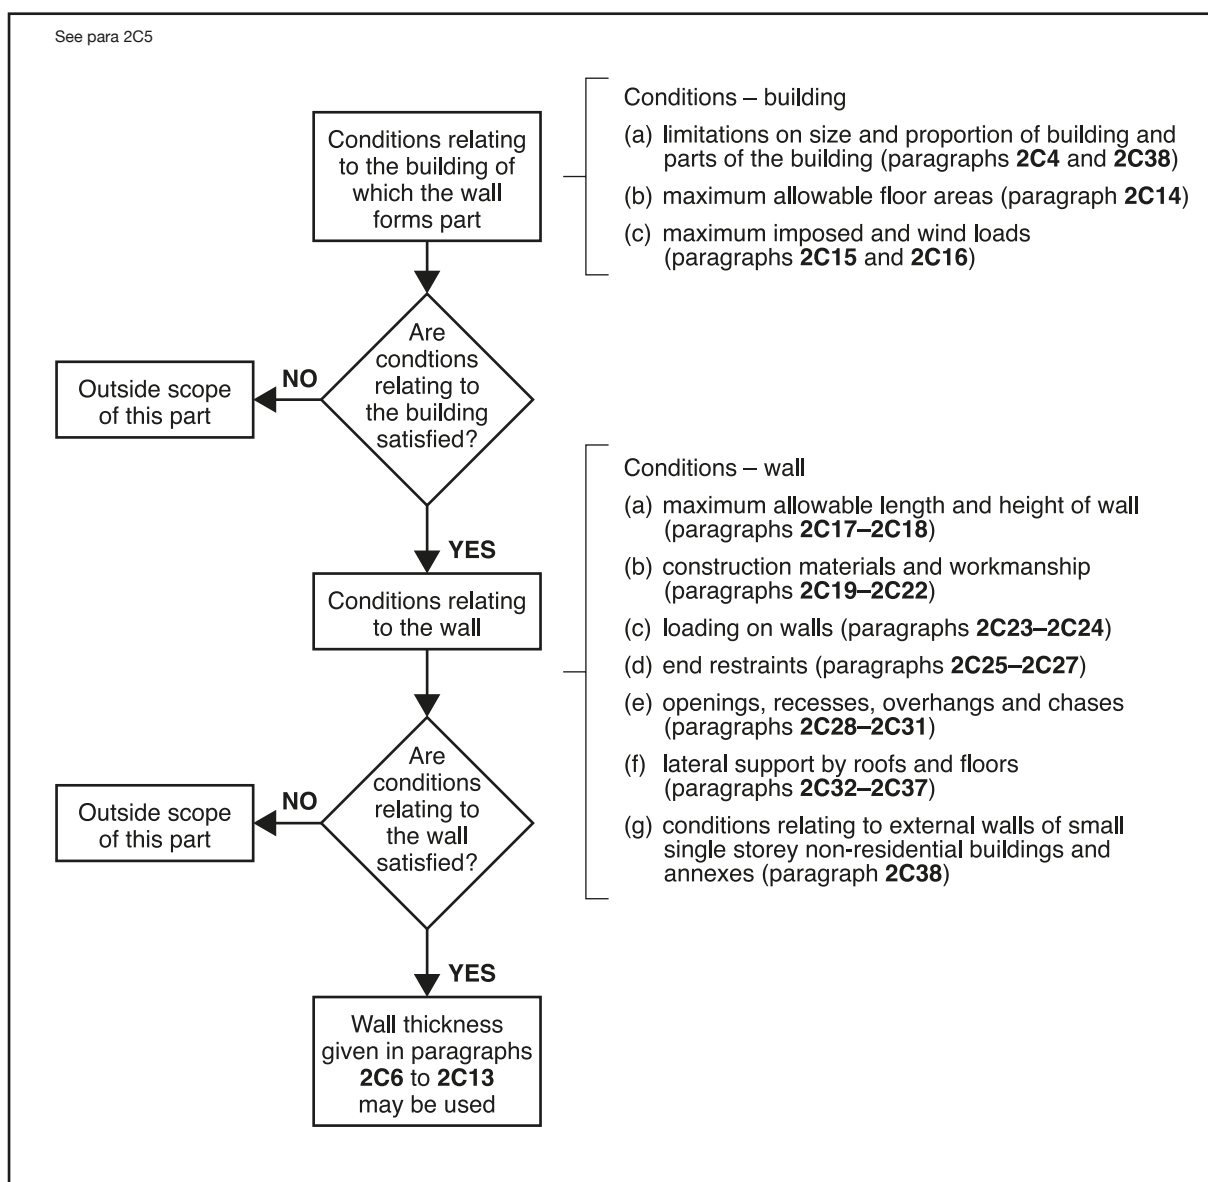 See para 2C5
Conditions relating
to the building of
which the wall
forms part
Conditions – building
(a) limitations on size and proportion of building and
parts of the building (paragraphs 2C4 and 2C38)
(b) maximum allowable floor areas (paragraph 2C14)
(c) maximum imposed and wind loads
(paragraphs 2C15 and 2C16)
Are
condtions
relating to
the building
satisfied?
NO
Outside scope
of this part
YES
Conditions relating
to the wall
Conditions – wall
(a) maximum allowable length and height of wall
(paragraphs 2C17–2C18)
(b) construction materials and workmanship
(paragraphs 2C19–2C22)
(c) loading on walls (paragraphs 2C23–2C24)
(d) end restraints (paragraphs 2C25–2C27)
(e) openings, recesses, overhangs and chases
(paragraphs 2C28–2C31)
(f) lateral support by roofs and floors
(paragraphs 2C32–2C37)
(g) conditions relating to external walls of small
single storey non-residential buildings and
annexes (paragraph 2C38)
Are
conditions
relating to
the wall
satisfied?
NO
Outside scope
of this part
YES
Wall thickness
given in paragraphs
2C6 to 2C13
may be used